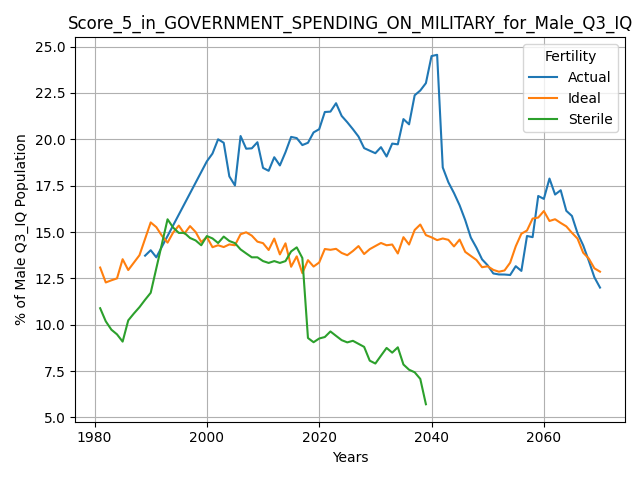 Score_5_in_GOVERNMENT_SPENDING_ON_MILITARY_for_Male_Q3_IQ
Fertility
Actual
Ideal
Sterile
% of Male Q3_IQ Population
25.0
22.5
20.0
17.5
15.0
12.5
10.0
7.5
5.0
1980
2000
2020
2040
2060
Years